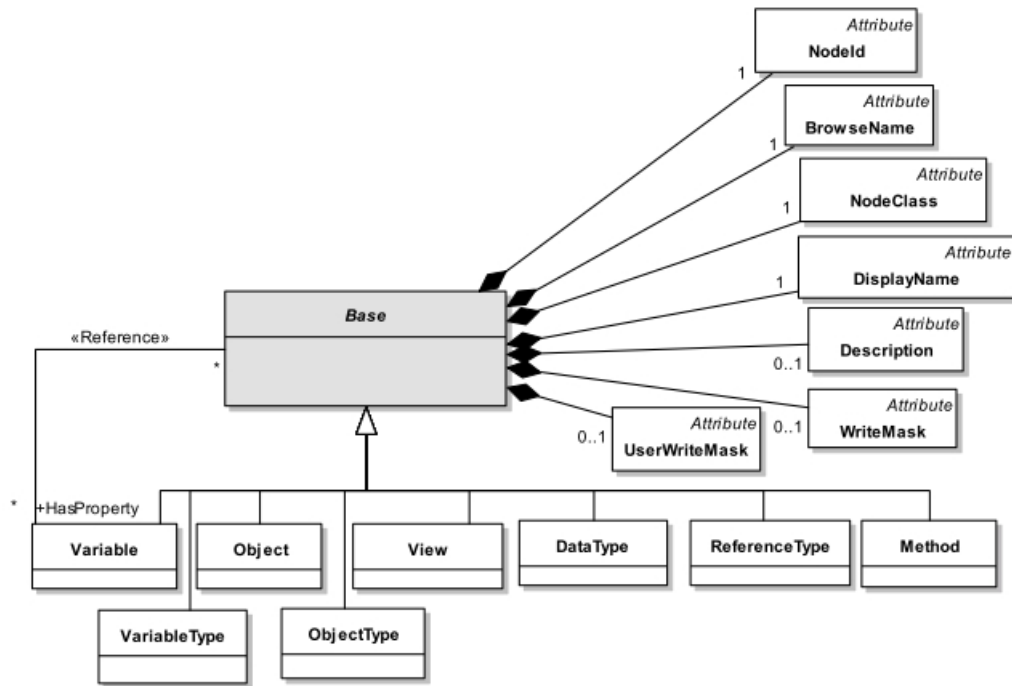 Attribute
NodeId
1
Attribute
BrowseName
1
Attribute
NodeClass
1
Attribute
DisplayName
1
Base
«Reference»
*
Attribute
Description
0..1
Attribute
WriteMask
0..1
Attribute
UserWriteMask
0..1
*
+HasProperty
Variable
Object
View
DataType
ReferenceType
Method
VariableType
ObjectType